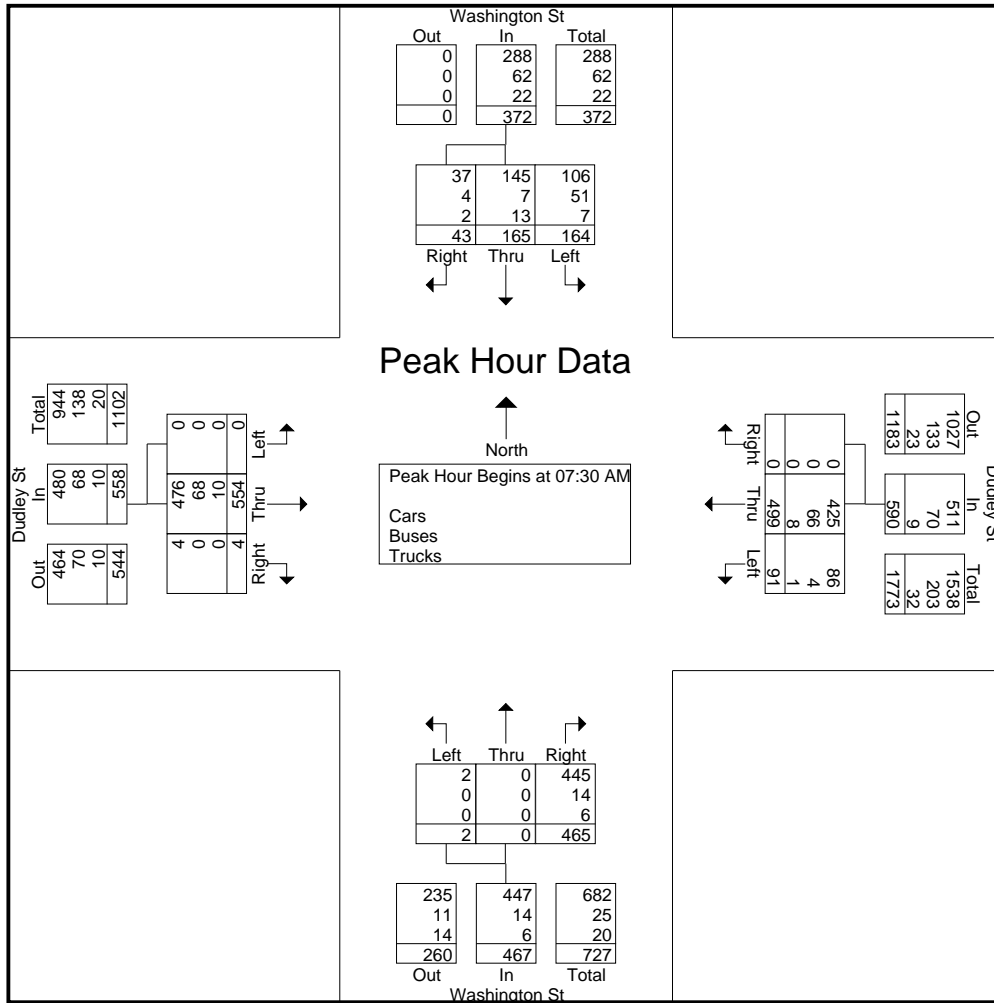 Washington St
Out In Total
0 288 288
0 62 62
0 22 22
0 372 372
37 145 106
4 7 51
2 13 7
43 165 164
Right Thru Left
Peak Hour Data
North
Peak Hour Begins at 07:30 AM
Cars
Buses
Trucks
Dudley St
Out In Total
464 480 944
70 68 138
10 10 20
544 558 1102
Right Thru Left
4 476 0
0 68 0
0 10 0
4 554 0
Dudley St
Out In Total
1027 511 1538
133 70 203
23 9 32
1183 590 1773
Right Thru Left
0 425 86
0 66 4
0 8 1
0 499 91
Left Thru Right
2 0 445
0 0 14
0 0 6
2 0 465
235 447 682
11 14 25
14 6 20
260 467 727
Out In Total
Washington St